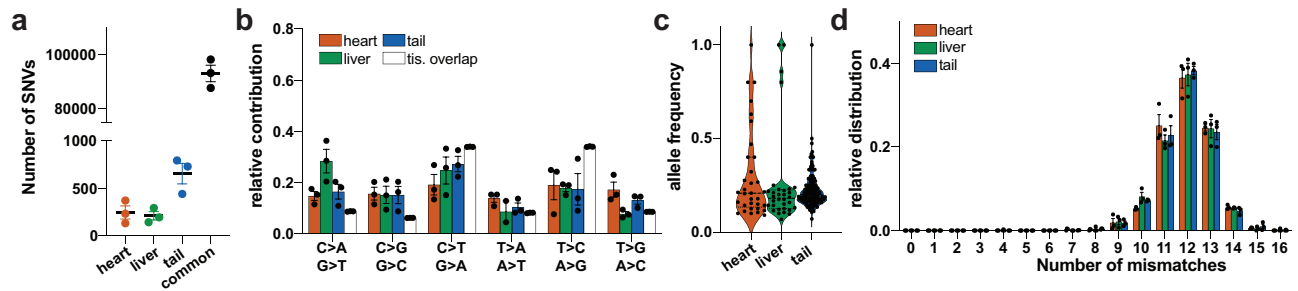 a
Number of SNVs
100000
80000
1000
500
0
heart
liver
tail
common
b
relative contribution
0.8
0.6
0.4
0.2
0.0
heart
tail
liver
tis. overlap
C>A
C>G
C>T
T>A
T>C
T>G
G>T
G>C
G>A
A>T
A>G
A>C
c
allele frequency
1.0
0.5
0.0
heart
liver
tail
d
relative distribution
0.4
0.2
0.0
heart
liver
tail
0 1 2 3 4 5 6 7 8 9 10 11 12 13 14 15 16
Number of mismatches